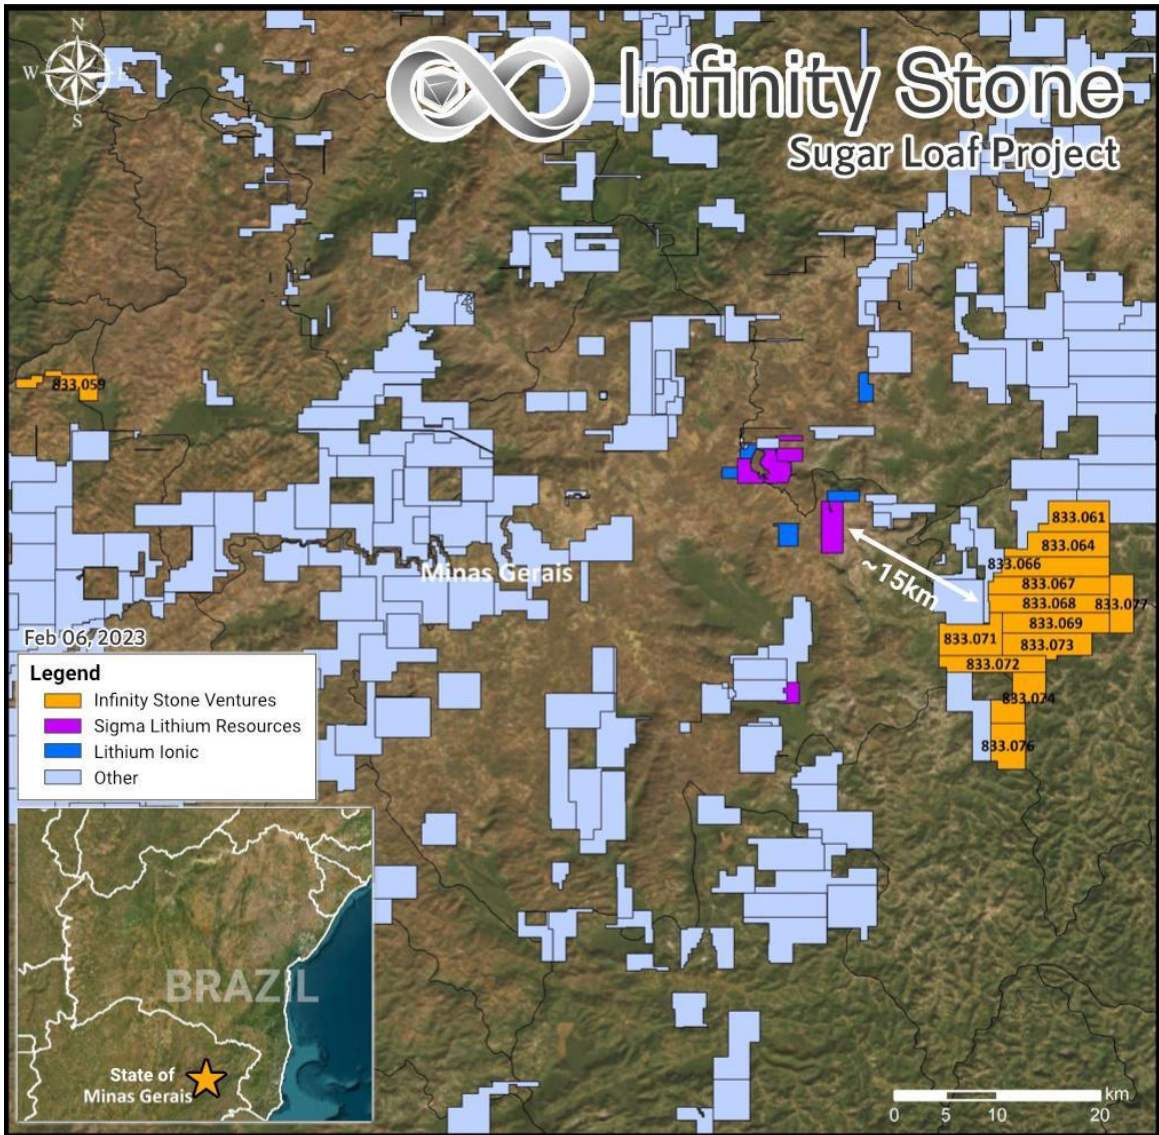 N
W E
S
Infinity Stone
Sugar Loaf Project
833.059
833.061
833.064
833.066
833.067
833.068
833.077
833.069
833.071
833.073
833.072
833.074
833.076
~15km
Minas Gerais
Feb 06, 2023
Legend
Infinity Stone Ventures
Sigma Lithium Resources
Lithium Ionic
Other
BRAZIL
State of
Minas Gerais
km
0 5 10 20